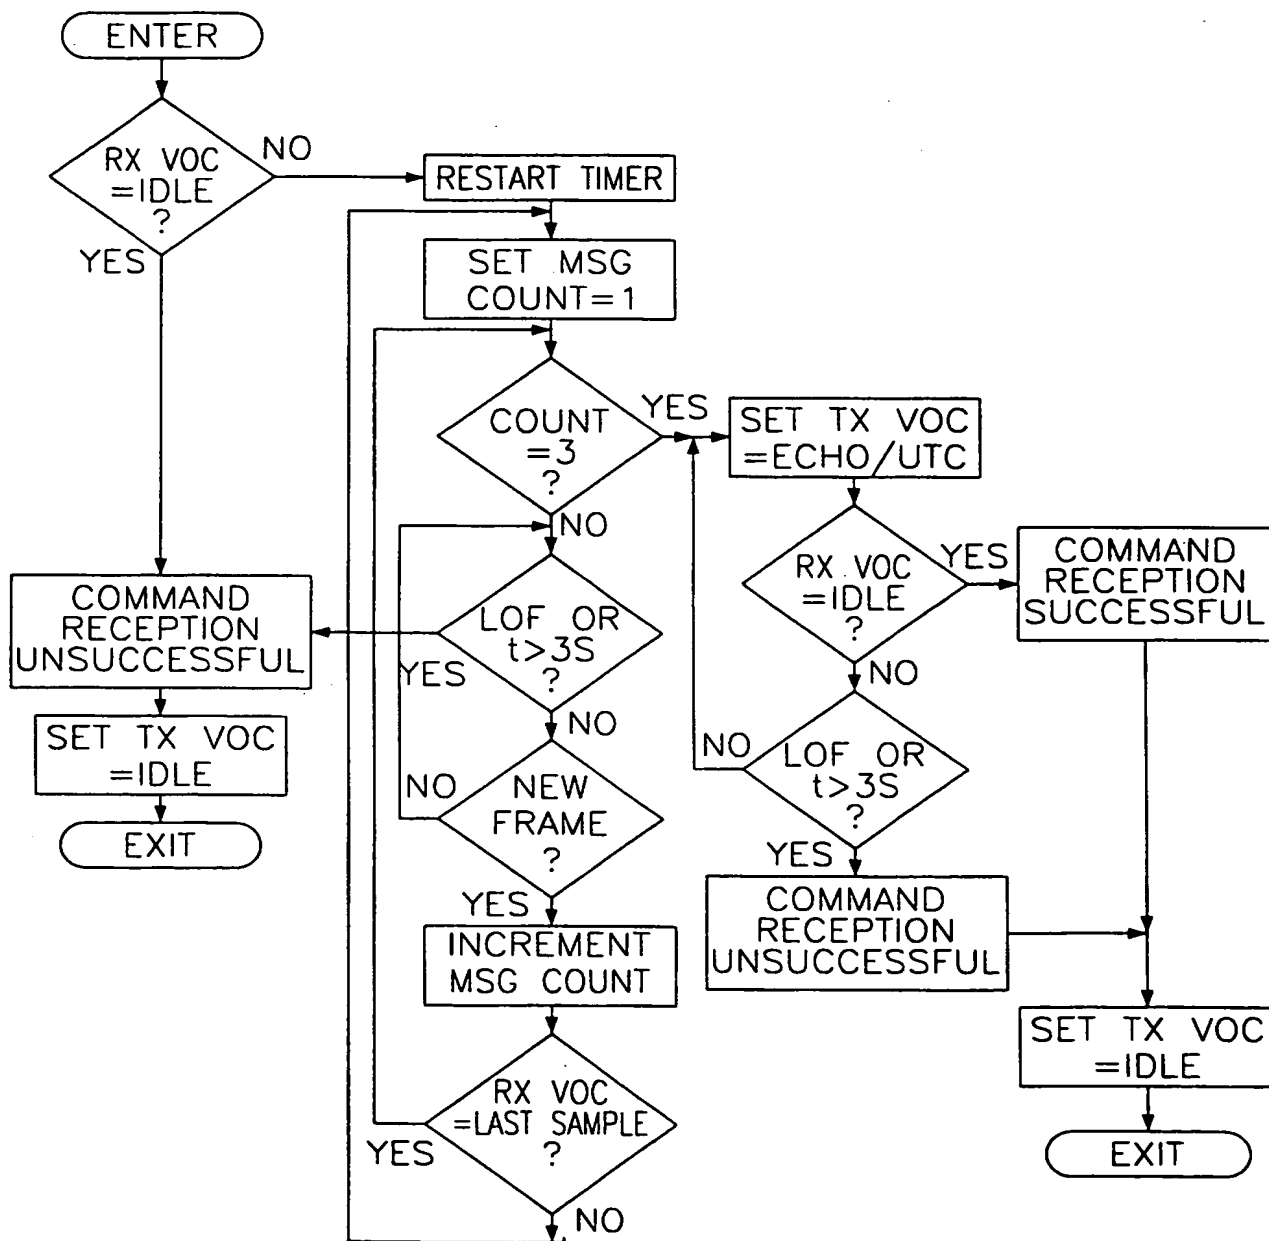 ENTER
RX VOC
=IDLE
?
NO
YES
RESTART TIMER
SET MSG
COUNT=1
COUNT
=3
?
YES
NO
SET TX VOC
=ECHO/UTC
RX VOC
=IDLE
?
YES
NO
COMMAND
RECEPTION
SUCCESSFUL
COMMAND
RECEPTION
UNSUCCESSFUL
LOF OR
t>3S
?
YES
NO
SET TX VOC
=IDLE
EXIT
NEW
FRAME
?
NO
YES
LOF OR
t>3S
?
NO
YES
COMMAND
RECEPTION
UNSUCCESSFUL
INCREMENT
MSG COUNT
RX VOC
=LAST SAMPLE
?
YES
NO
SET TX VOC
=IDLE
EXIT